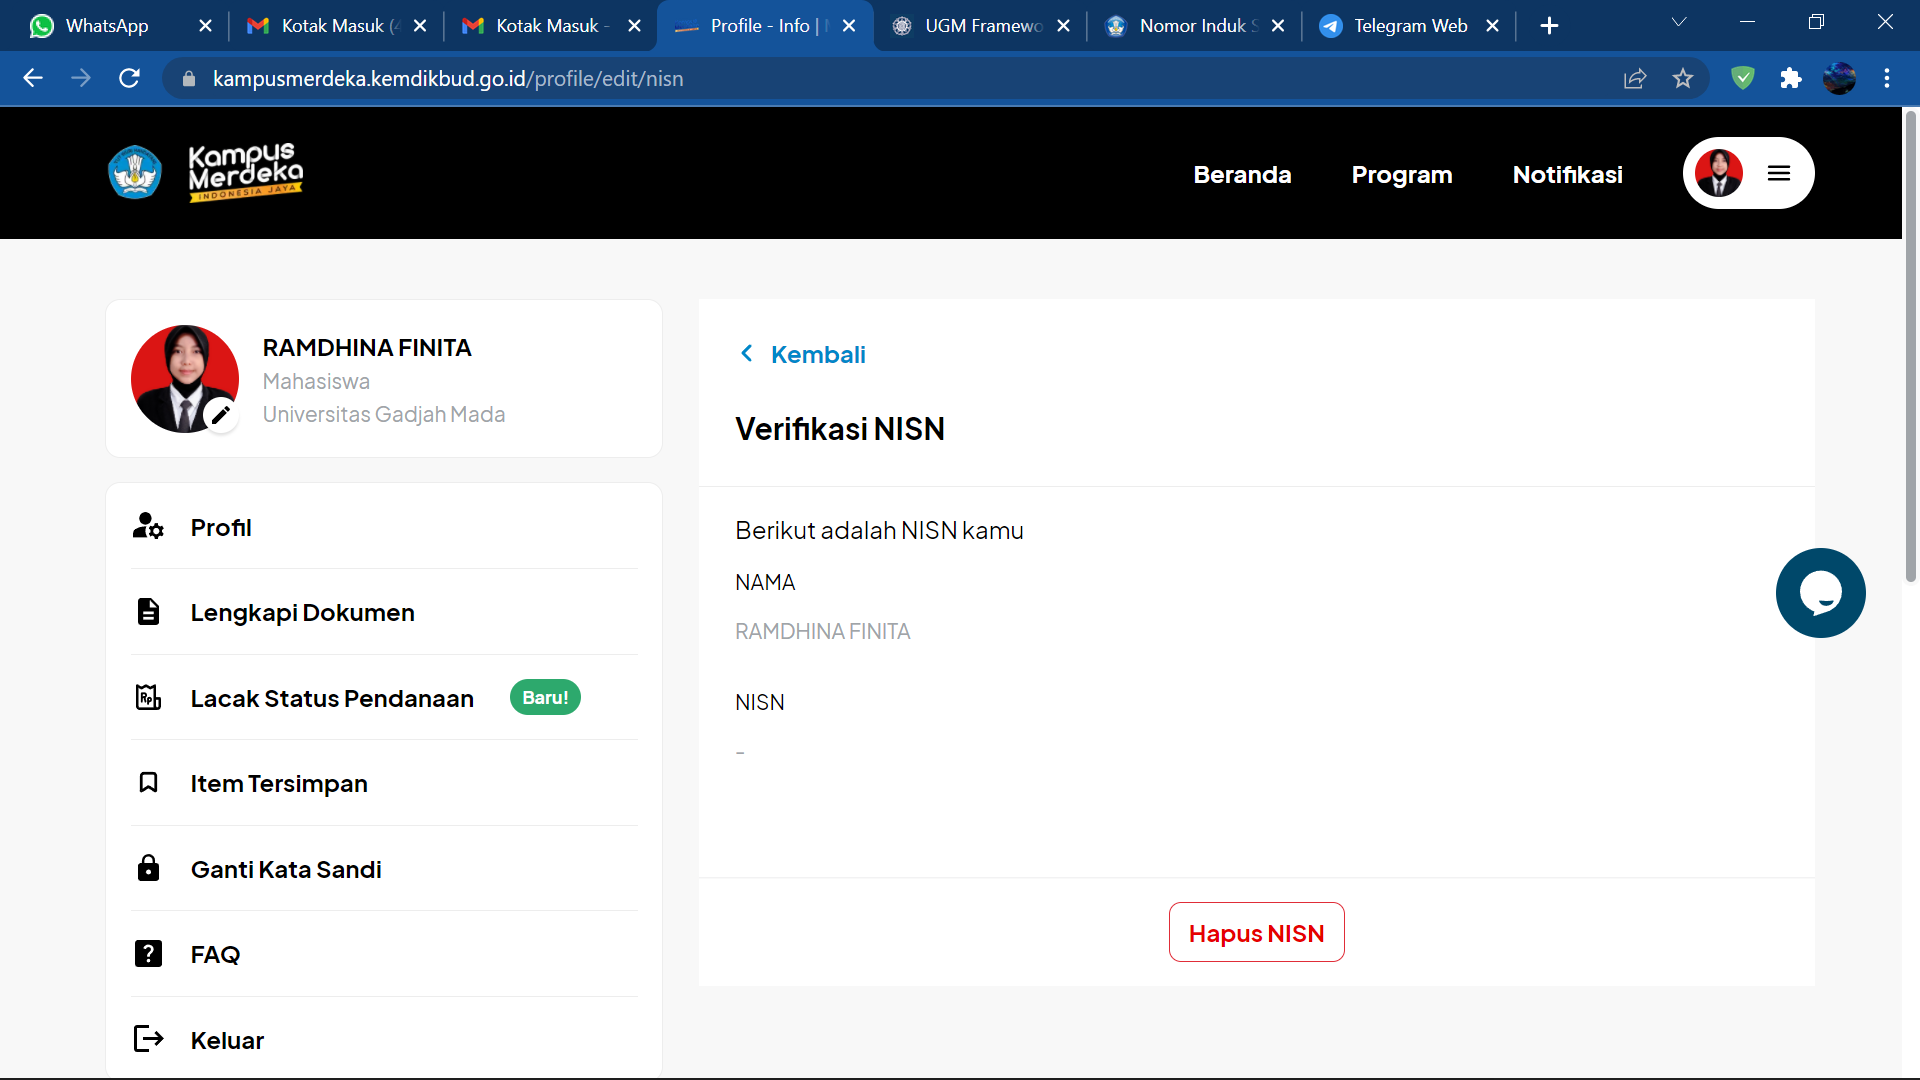 WhatsApp
Kotak Masuk (4
Kotak Masuk -
Profile - Info |
UGM Framewo
Nomor Induk S
Telegram Web
kampusmerdeka.kemdikbud.go.id/profile/edit/nisn
Kampus
Merdeka
INDONESIA JAYA
Beranda
Program
Notifikasi
RAMDHINA FINITA
Mahasiswa
Universitas Gadjah Mada
Profil
Lengkapi Dokumen
Lacak Status Pendanaan
Baru!
Item Tersimpan
Ganti Kata Sandi
FAQ
Keluar
Kembali
Verifikasi NISN
Berikut adalah NISN kamu
NAMA
RAMDHINA FINITA
NISN
-
Hapus NISN